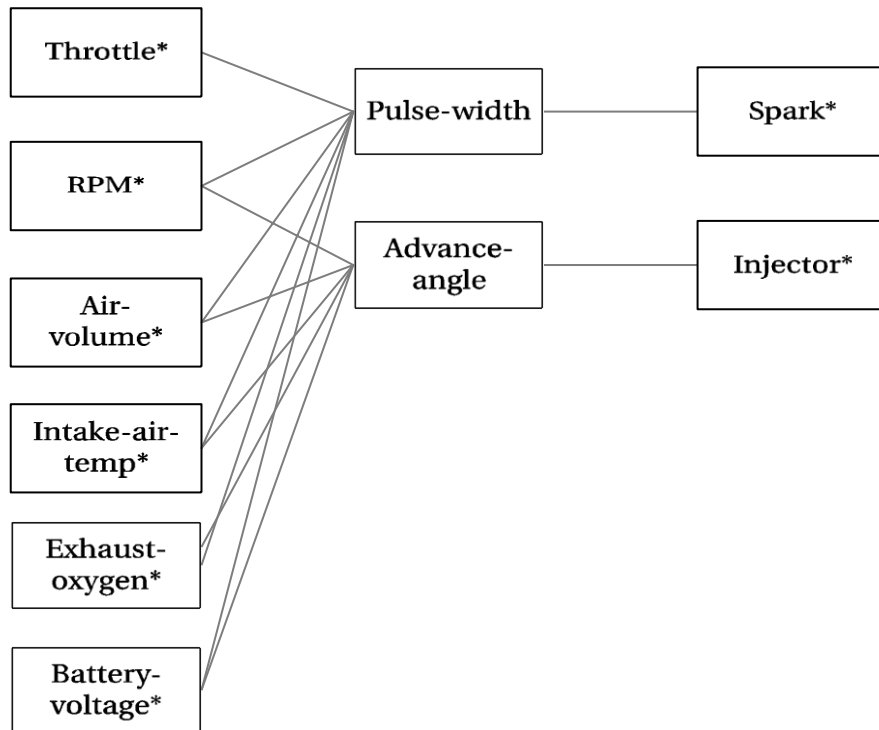 Throttle*
Pulse-width
Spark*
RPM*
Advance-
angle
Injector*
Air-
volume*
Intake-air-
temp*
Exhaust-
oxygen*
Battery-
voltage*